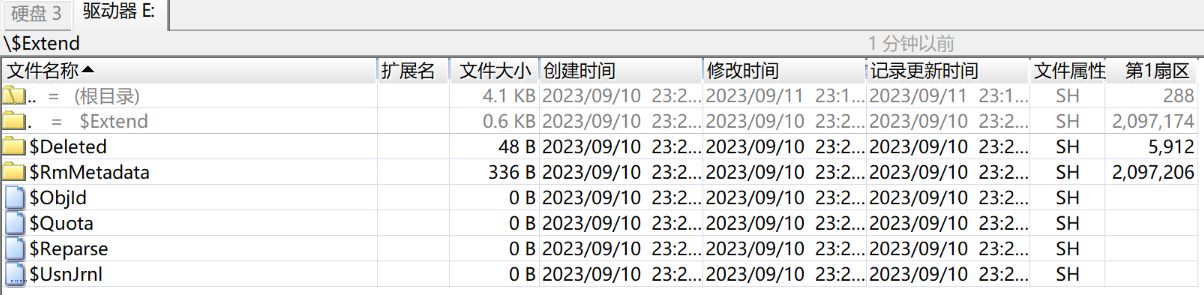 硬盘 3 驱动器 E:
\$Extend 1 分钟以前
文件名称 扩展名 文件大小 创建时间 修改时间 记录更新时间 文件属性 第1扇区
.. = (根目录) 4.1 KB 2023/09/10 23:2... 2023/09/11 23:1... 2023/09/11 23:1... SH 288
. = $Extend 0.6 KB 2023/09/10 23:2... 2023/09/10 23:2... 2023/09/10 23:2... SH 2,097,174
$Deleted 48 B 2023/09/10 23:2... 2023/09/10 23:2... 2023/09/10 23:2... SH 5,912
$RmMetadata 336 B 2023/09/10 23:2... 2023/09/10 23:2... 2023/09/10 23:2... SH 2,097,206
$ObjId 0 B 2023/09/10 23:2... 2023/09/10 23:2... 2023/09/10 23:2... SH
$Quota 0 B 2023/09/10 23:2... 2023/09/10 23:2... 2023/09/10 23:2... SH
$Reparse 0 B 2023/09/10 23:2... 2023/09/10 23:2... 2023/09/10 23:2... SH
$UsnJrnl 0 B 2023/09/10 23:2... 2023/09/10 23:2... 2023/09/10 23:2... SH